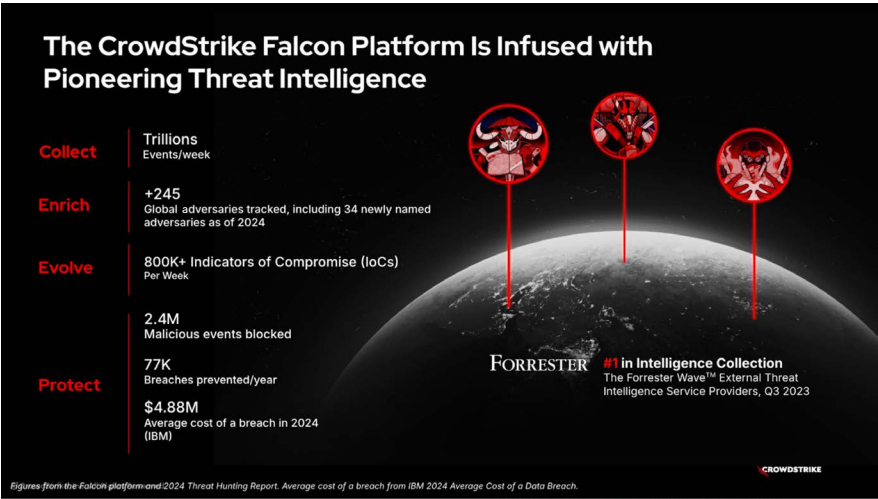 The CrowdStrike Falcon Platform Is Infused with
Pioneering Threat Intelligence
Collect
Trillions
Events/week
Enrich
+245
Global adversaries tracked, including 34 newly named
adversaries as of 2024
Evolve
800K+ Indicators of Compromise (IoCs)
Per Week
Protect
2.4M
Malicious events blocked
77K
Breaches prevented/year
$4.88M
Average cost of a breach in 2024
(IBM)
FORRESTER
#1 in Intelligence Collection
The Forrester Wave™ External Threat
Intelligence Service Providers, Q3 2023
CROWDSTRIKE
Figures from the Falcon platform and 2024 Threat Hunting Report. Average cost of a breach from IBM 2024 Average Cost of a Data Breach.